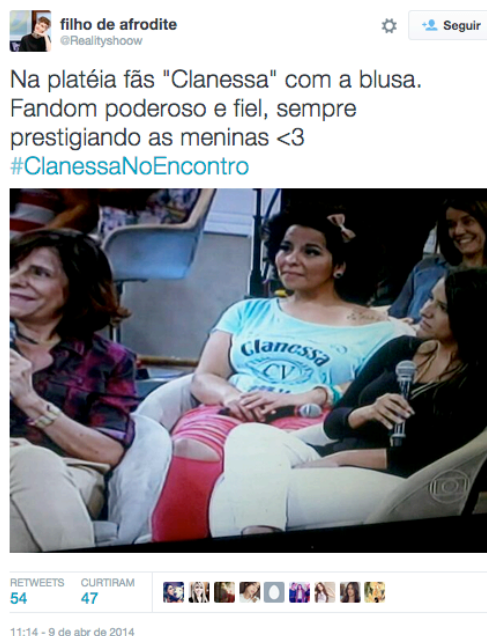 filho de afrodite
@Realityshoow
Seguir
Na platéia fãs "Clanessa" com a blusa.
Fandom poderoso e fiel, sempre
prestigiando as meninas <3
#ClanessaNoEncontro
Clanessa
CV
RETWEETS
54
CURTIRAM
47
11:14 - 9 de abr de 2014